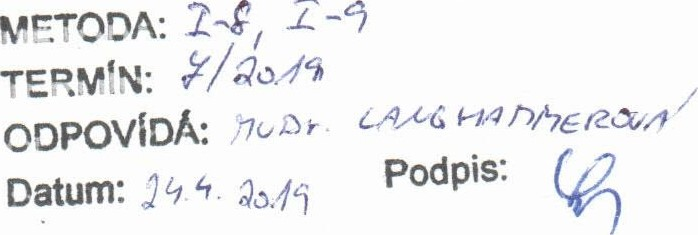 METODA: I-8, I-9
TERMÍN: 7/2019
ODPOVÍDÁ: MUDr. LANGHAMMEROVÁ
Datum: 24.4. 2019 Podpis: